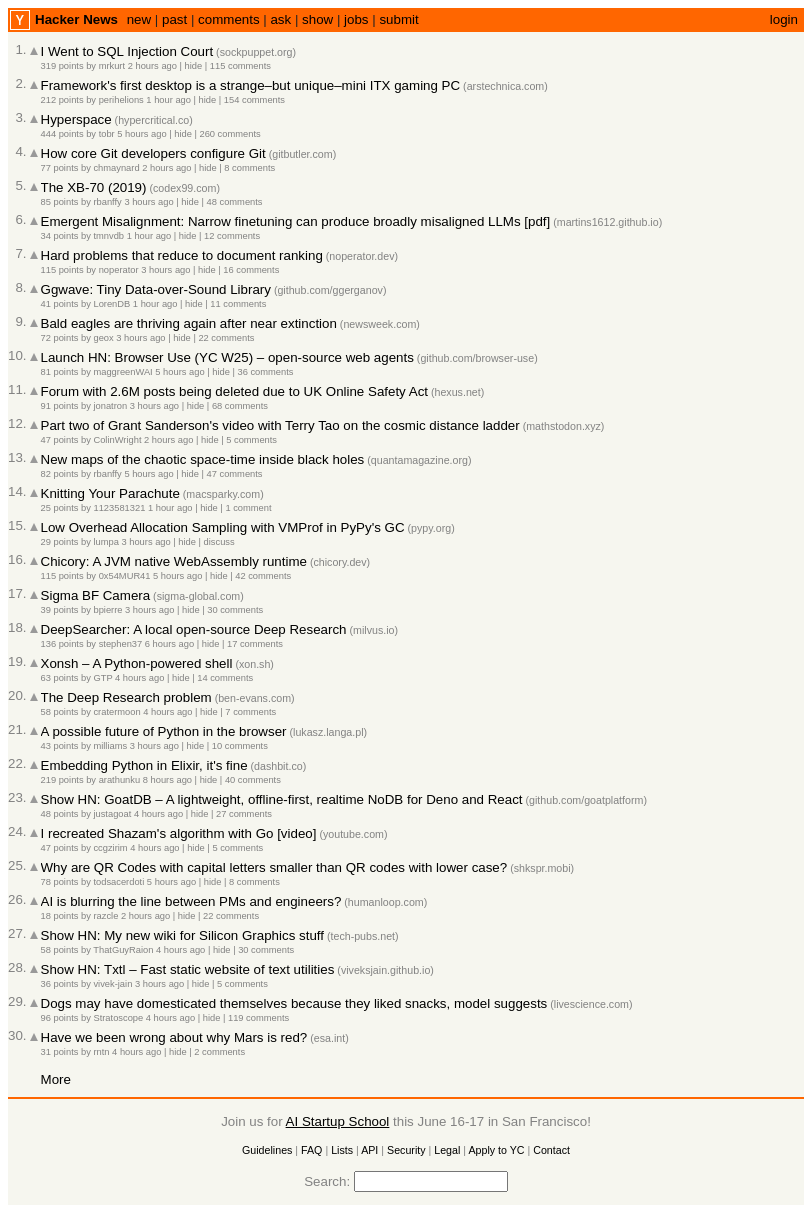 Y Hacker News new | past | comments | ask | show | jobs | submit login
1. ▲ I Went to SQL Injection Court (sockpuppet.org)
319 points by mrkurt 2 hours ago | hide | 115 comments
2. ▲ Framework's first desktop is a strange–but unique–mini ITX gaming PC (arstechnica.com)
212 points by perihelions 1 hour ago | hide | 154 comments
3. ▲ Hyperspace (hypercritical.co)
444 points by tobr 5 hours ago | hide | 260 comments
4. ▲ How core Git developers configure Git (gitbutler.com)
77 points by chmaynard 2 hours ago | hide | 8 comments
5. ▲ The XB-70 (2019) (codex99.com)
85 points by rbanffy 3 hours ago | hide | 48 comments
6. ▲ Emergent Misalignment: Narrow finetuning can produce broadly misaligned LLMs [pdf] (martins1612.github.io)
34 points by tmnvdb 1 hour ago | hide | 12 comments
7. ▲ Hard problems that reduce to document ranking (noperator.dev)
115 points by noperator 3 hours ago | hide | 16 comments
8. ▲ Ggwave: Tiny Data-over-Sound Library (github.com/ggerganov)
41 points by LorenDB 1 hour ago | hide | 11 comments
9. ▲ Bald eagles are thriving again after near extinction (newsweek.com)
72 points by geox 3 hours ago | hide | 22 comments
10. ▲ Launch HN: Browser Use (YC W25) – open-source web agents (github.com/browser-use)
81 points by maggreenWAI 5 hours ago | hide | 36 comments
11. ▲ Forum with 2.6M posts being deleted due to UK Online Safety Act (hexus.net)
91 points by jonatron 3 hours ago | hide | 68 comments
12. ▲ Part two of Grant Sanderson's video with Terry Tao on the cosmic distance ladder (mathstodon.xyz)
47 points by ColinWright 2 hours ago | hide | 5 comments
13. ▲ New maps of the chaotic space-time inside black holes (quantamagazine.org)
82 points by rbanffy 5 hours ago | hide | 47 comments
14. ▲ Knitting Your Parachute (macsparky.com)
25 points by 1123581321 1 hour ago | hide | 1 comment
15. ▲ Low Overhead Allocation Sampling with VMProf in PyPy's GC (pypy.org)
29 points by lumpa 3 hours ago | hide | discuss
16. ▲ Chicory: A JVM native WebAssembly runtime (chicory.dev)
115 points by 0x54MUR41 5 hours ago | hide | 42 comments
17. ▲ Sigma BF Camera (sigma-global.com)
39 points by bpierre 3 hours ago | hide | 30 comments
18. ▲ DeepSearcher: A local open-source Deep Research (milvus.io)
136 points by stephen37 6 hours ago | hide | 17 comments
19. ▲ Xonsh – A Python-powered shell (xon.sh)
63 points by GTP 4 hours ago | hide | 14 comments
20. ▲ The Deep Research problem (ben-evans.com)
58 points by cratermoon 4 hours ago | hide | 7 comments
21. ▲ A possible future of Python in the browser (lukasz.langa.pl)
43 points by milliams 3 hours ago | hide | 10 comments
22. ▲ Embedding Python in Elixir, it's fine (dashbit.co)
219 points by arathunku 8 hours ago | hide | 40 comments
23. ▲ Show HN: GoatDB – A lightweight, offline-first, realtime NoDB for Deno and React (github.com/goatplatform)
48 points by justagoat 4 hours ago | hide | 27 comments
24. ▲ I recreated Shazam's algorithm with Go [video] (youtube.com)
47 points by ccgzirim 4 hours ago | hide | 5 comments
25. ▲ Why are QR Codes with capital letters smaller than QR codes with lower case? (shkspr.mobi)
78 points by todsacerdoti 5 hours ago | hide | 8 comments
26. ▲ AI is blurring the line between PMs and engineers? (humanloop.com)
18 points by razcle 2 hours ago | hide | 22 comments
27. ▲ Show HN: My new wiki for Silicon Graphics stuff (tech-pubs.net)
58 points by ThatGuyRaion 4 hours ago | hide | 30 comments
28. ▲ Show HN: Txtl – Fast static website of text utilities (viveksjain.github.io)
36 points by vivek-jain 3 hours ago | hide | 5 comments
29. ▲ Dogs may have domesticated themselves because they liked snacks, model suggests (livescience.com)
96 points by Stratoscope 4 hours ago | hide | 119 comments
30. ▲ Have we been wrong about why Mars is red? (esa.int)
31 points by rntn 4 hours ago | hide | 2 comments
More
Join us for AI Startup School this June 16-17 in San Francisco!
Guidelines | FAQ | Lists | API | Security | Legal | Apply to YC | Contact
Search: